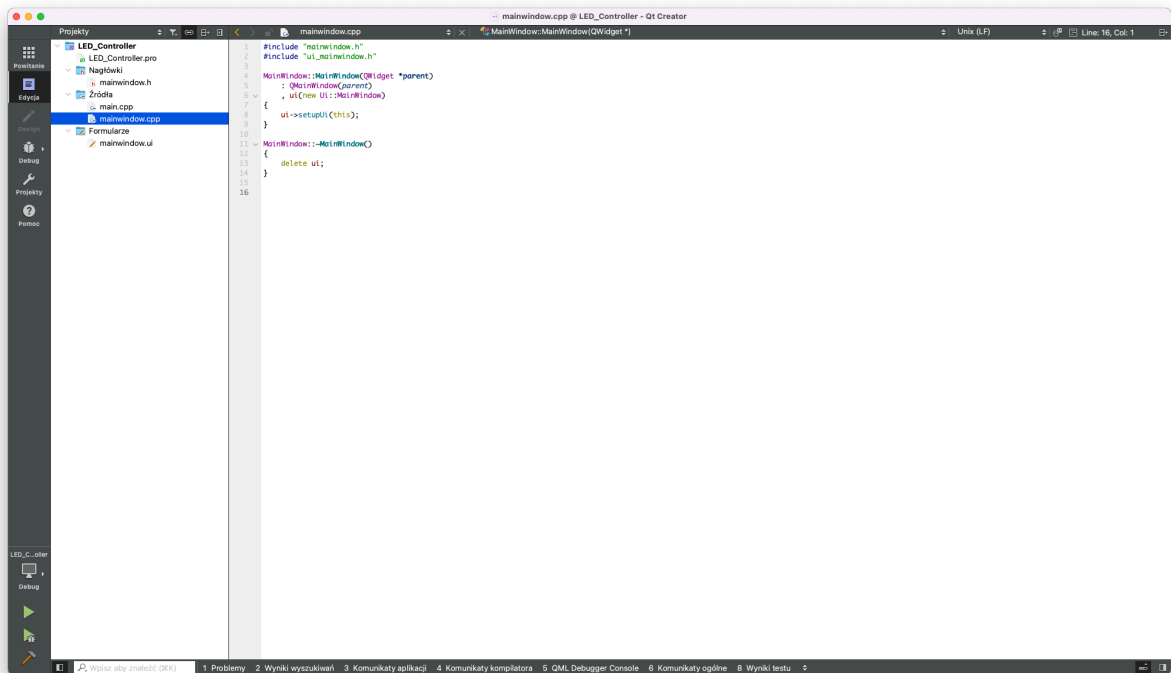 mainwindow.cpp @ LED_Controller - Qt Creator
Projekty
mainwindow.cpp
MainWindow::MainWindow(QWidget *)
Unix (LF)
Line: 16, Col: 1
Powitanie
Edycja
Design
Debug
Projekty
Pomoc
LED_C...oller
Debug
LED_Controller
LED_Controller.pro
Nagłówki
mainwindow.h
Źródła
main.cpp
mainwindow.cpp
Formularze
mainwindow.ui
1 #include "mainwindow.h"
2 #include "ui_mainwindow.h"
3
4 MainWindow::MainWindow(QWidget *parent)
5 : QMainWindow(parent)
6 , ui(new Ui::MainWindow)
7 {
8 ui->setupUi(this);
9 }
10
11 MainWindow::~MainWindow()
12 {
13 delete ui;
14 }
15
16
Wpisz aby znaleźć (⌘K)
1 Problemy 2 Wyniki wyszukiwań 3 Komunikaty aplikacji 4 Komunikaty kompilatora 5 QML Debugger Console 6 Komunikaty ogólne 8 Wyniki testu